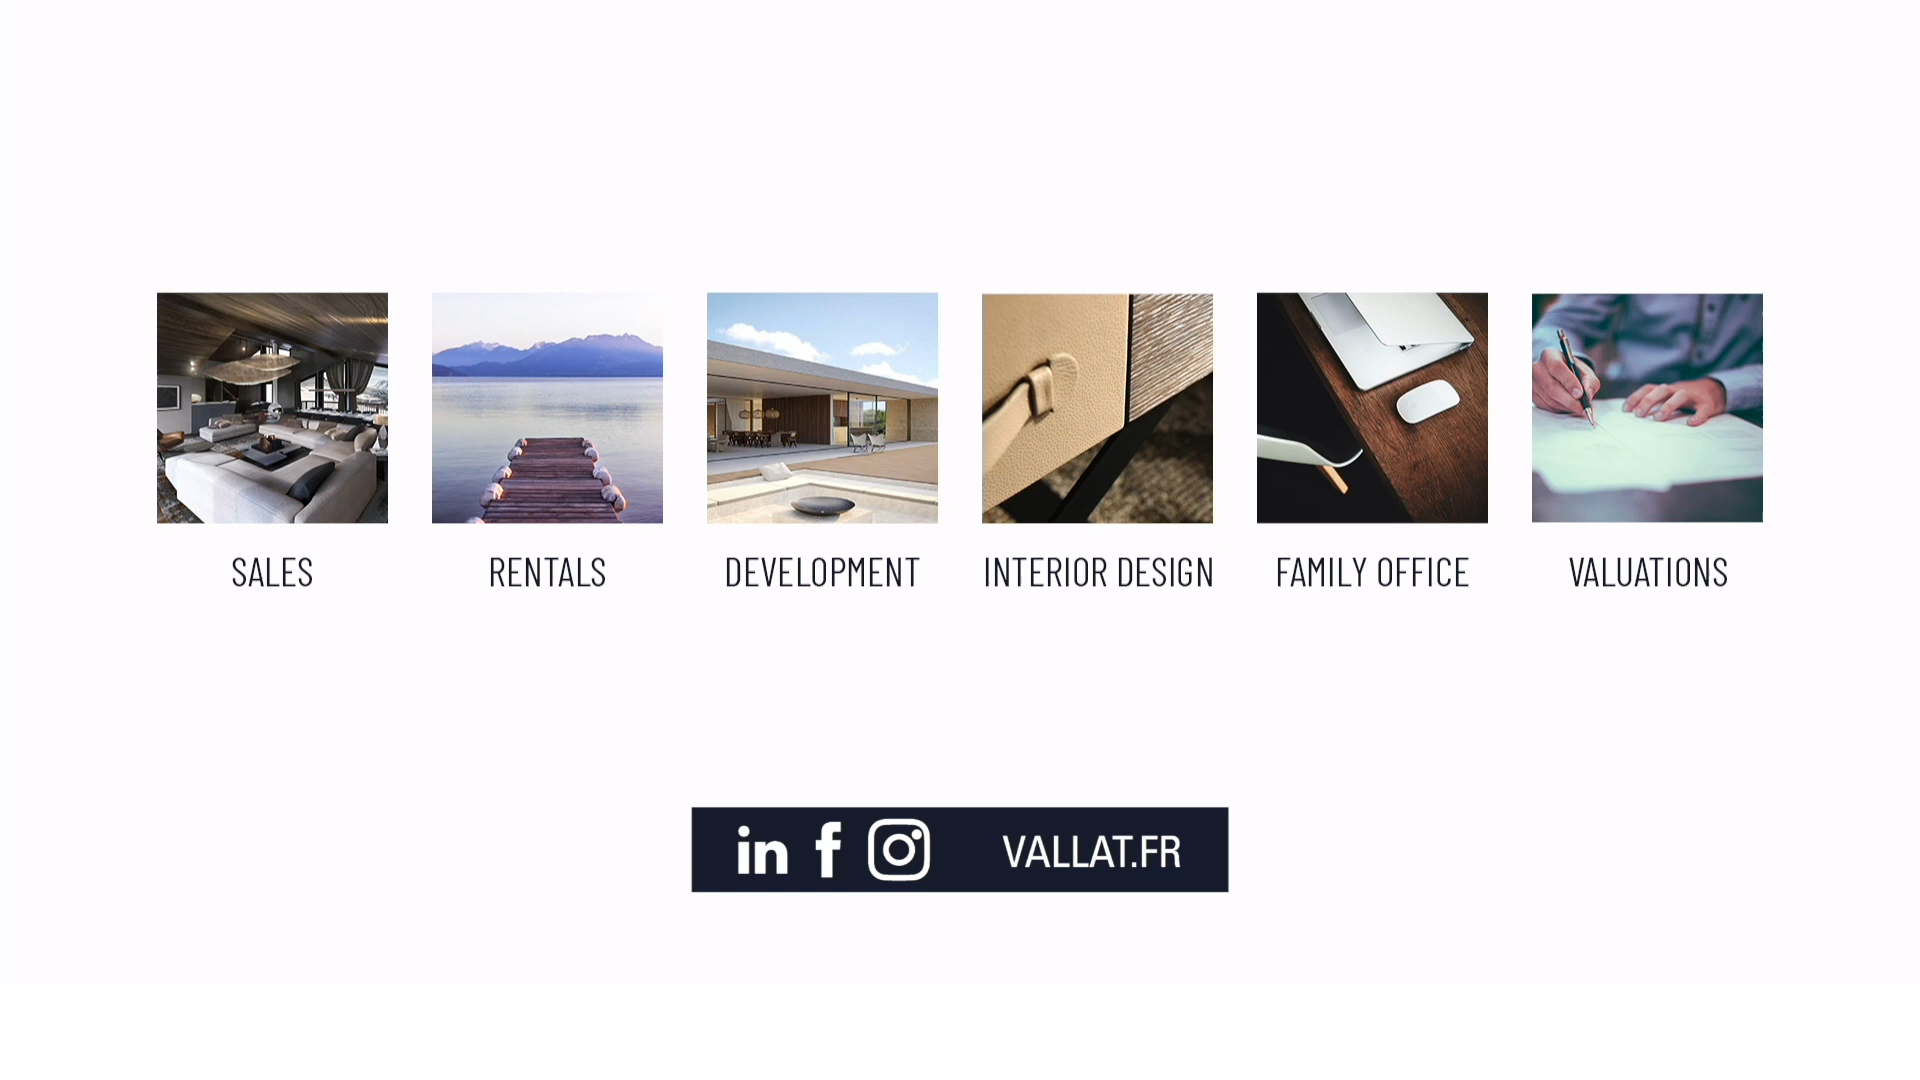 SALES
RENTALS
DEVELOPMENT
INTERIOR DESIGN
FAMILY OFFICE
VALUATIONS
in f VALLAT.FR